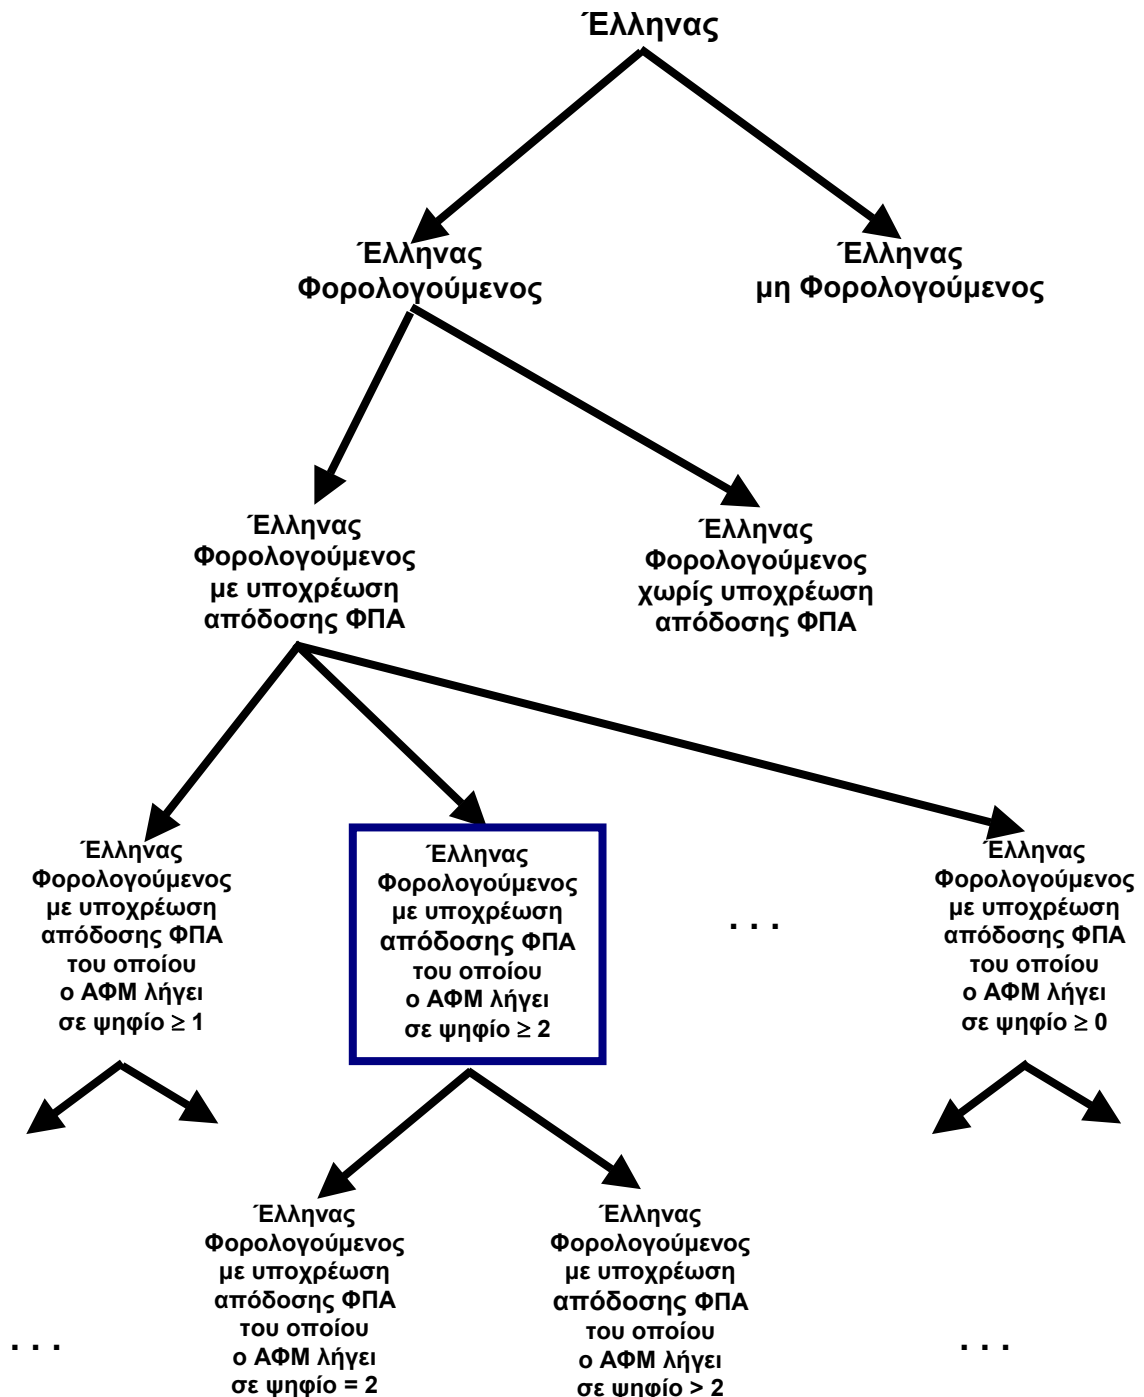 Έλληνας
Έλληνας
Φορολογούμενος
Έλληνας
μη Φορολογούμενος
Έλληνας
Φορολογούμενος
με υποχρέωση
απόδοσης ΦΠΑ
Έλληνας
Φορολογούμενος
χωρίς υποχρέωση
απόδοσης ΦΠΑ
Έλληνας
Φορολογούμενος
με υποχρέωση
απόδοσης ΦΠΑ
του οποίου
ο ΑΦΜ λήγει
σε ψηφίο ≥ 1
Έλληνας
Φορολογούμενος
με υποχρέωση
απόδοσης ΦΠΑ
του οποίου
ο ΑΦΜ λήγει
σε ψηφίο ≥ 2
. . .
Έλληνας
Φορολογούμενος
με υποχρέωση
απόδοσης ΦΠΑ
του οποίου
ο ΑΦΜ λήγει
σε ψηφίο ≥ 0
. . .
Έλληνας
Φορολογούμενος
με υποχρέωση
απόδοσης ΦΠΑ
του οποίου
ο ΑΦΜ λήγει
σε ψηφίο = 2
Έλληνας
Φορολογούμενος
με υποχρέωση
απόδοσης ΦΠΑ
του οποίου
ο ΑΦΜ λήγει
σε ψηφίο > 2
. . .